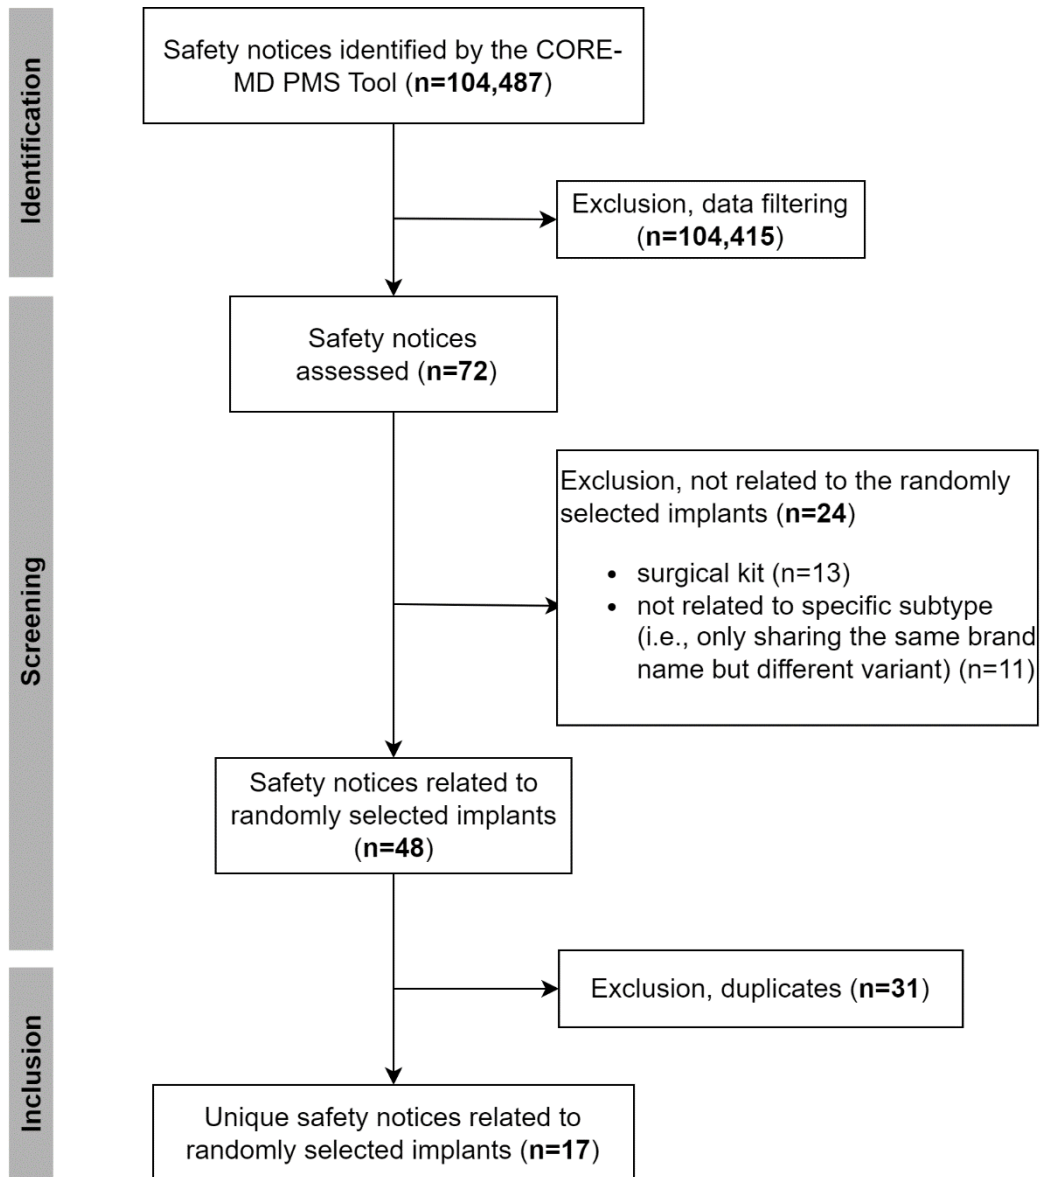 Identification
Safety notices identified by the CORE-
MD PMS Tool (n=104,487)
Exclusion, data filtering
(n=104,415)
Screening
Safety notices
assessed (n=72)
Exclusion, not related to the randomly
selected implants (n=24)
• surgical kit (n=13)
• not related to specific subtype
(i.e., only sharing the same brand
name but different variant) (n=11)
Safety notices related to
randomly selected implants
(n=48)
Inclusion
Exclusion, duplicates (n=31)
Unique safety notices related to
randomly selected implants (n=17)